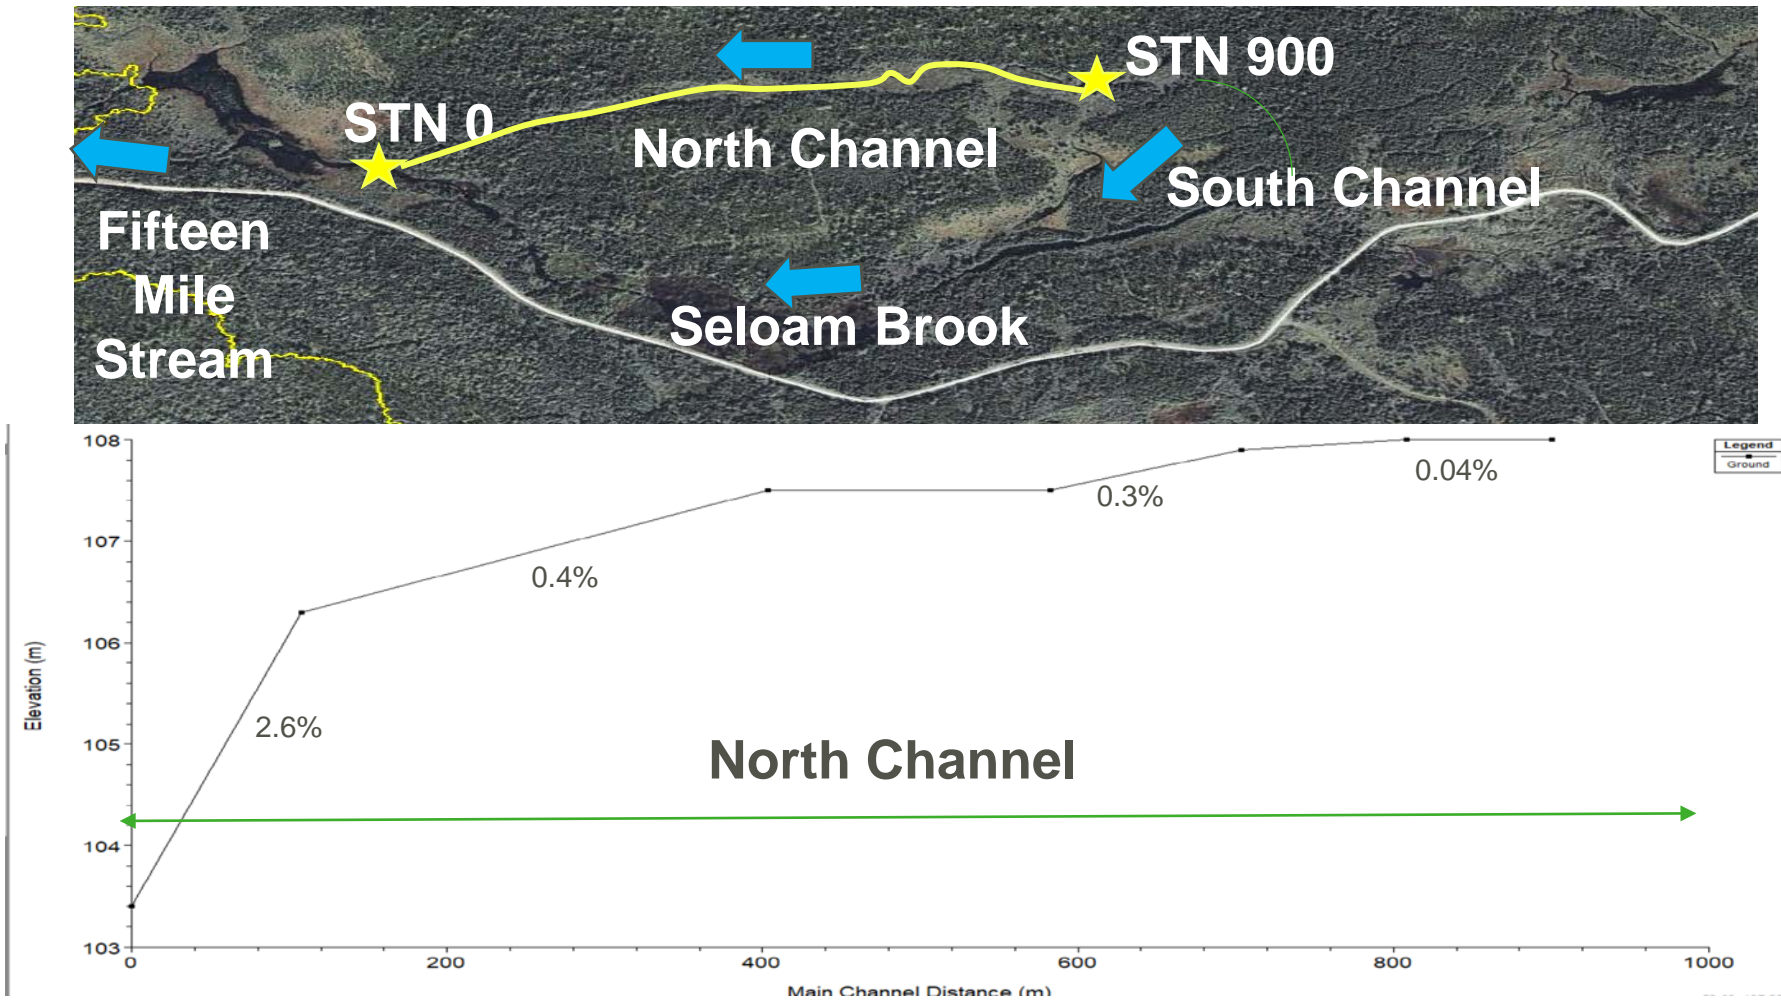 STN 900
STN 0
North Channel
South Channel
Fifteen
Mile
Stream
Seloam Brook
108
107
106
105
104
103
Elevation (m)
0.04%
0.3%
0.4%
2.6%
Legend
Ground
North Channel
0
200
400
600
800
1000
Main Channel Distance (m)